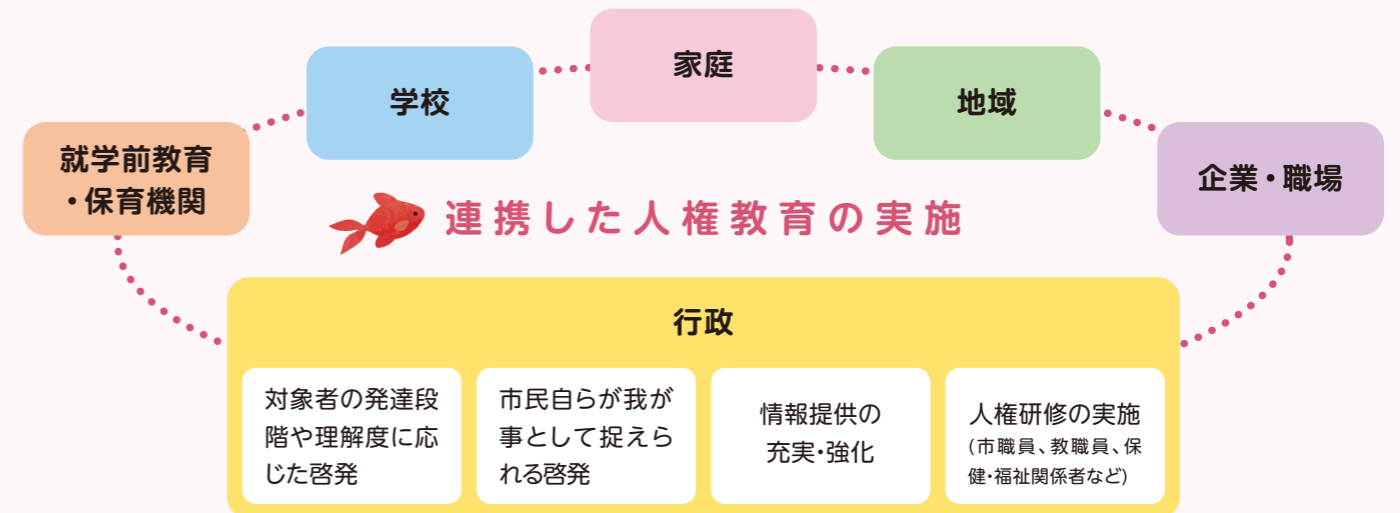 家庭
学校
地域
就学前教育
・保育機関
企業・職場
連携した人権教育の実施
行政
対象者の発達段
階や理解度に応
じた啓発
市民自らが我が
事として捉えら
れる啓発
情報提供の
充実・強化
人権研修の実施
(市職員、教職員、保
健・福祉関係者など)